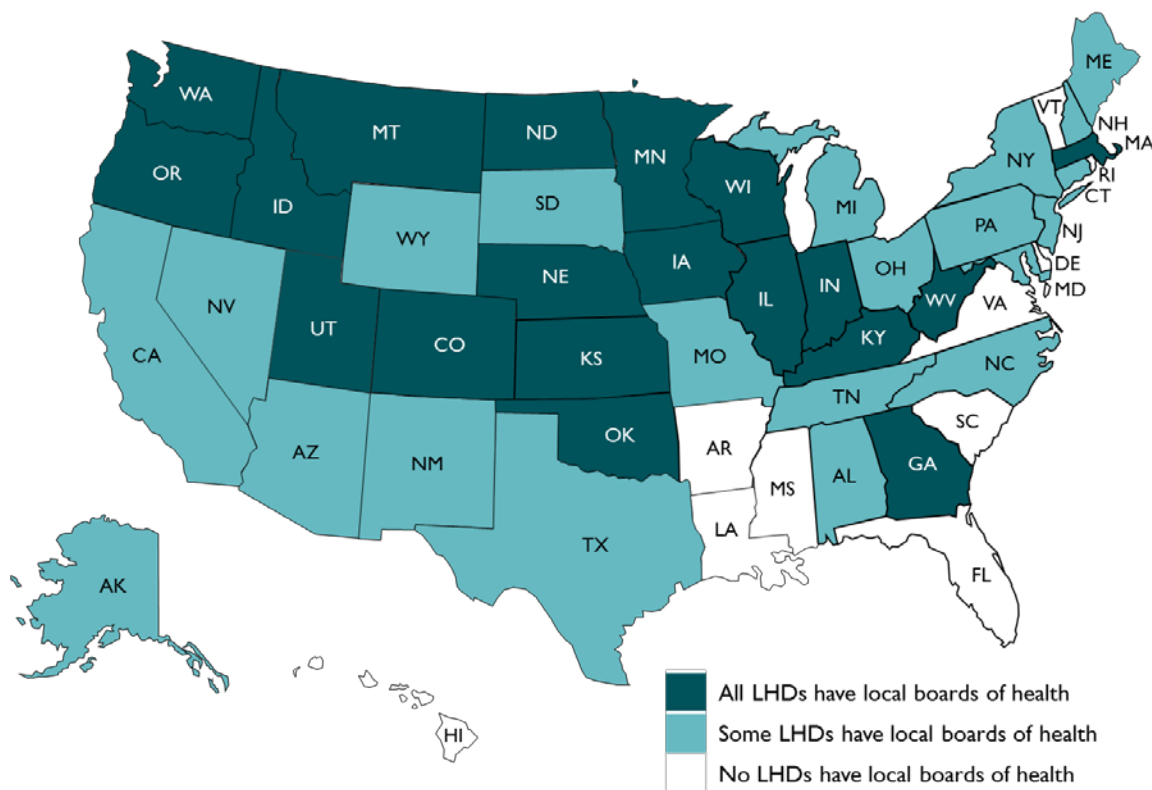 ME
VT
NH
WA
MT
ND
MN
MA
NY
RI
OR
WI
CT
ID
SD
MI
WY
PA
NJ
IA
OH
DE
NE
MD
IL
IN
WV
NV
VA
UT
CO
KY
CA
KS
MO
NC
TN
OK
SC
AR
AZ
NM
GA
AL
MS
LA
TX
FL
AK
HI
All LHDs have local boards of health
Some LHDs have local boards of health
No LHDs have local boards of health